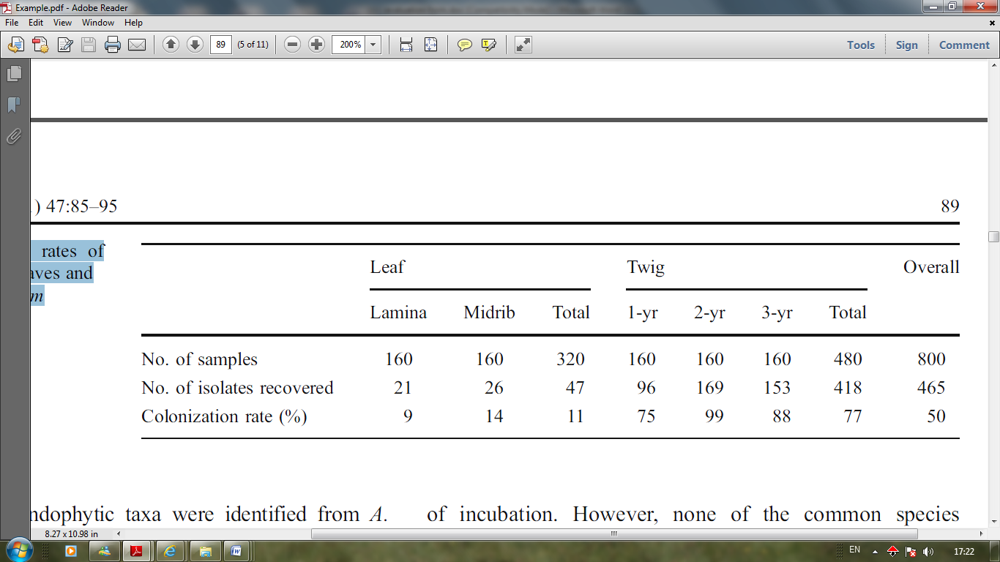 Example.pdf - Adobe Reader
File Edit View Window Help
89 (5 of 11) 200% Tools Sign Comment
) 47:85–95 89
rates of
aves and
m
Leaf Twig Overall
Lamina Midrib Total 1-yr 2-yr 3-yr Total
No. of samples 160 160 320 160 160 160 480 800
No. of isolates recovered 21 26 47 96 169 153 418 465
Colonization rate (%) 9 14 11 75 99 88 77 50
ndophytic taxa were identified from A. of incubation. However, none of the common species
8.27 x 10.98 in
EN 17:22